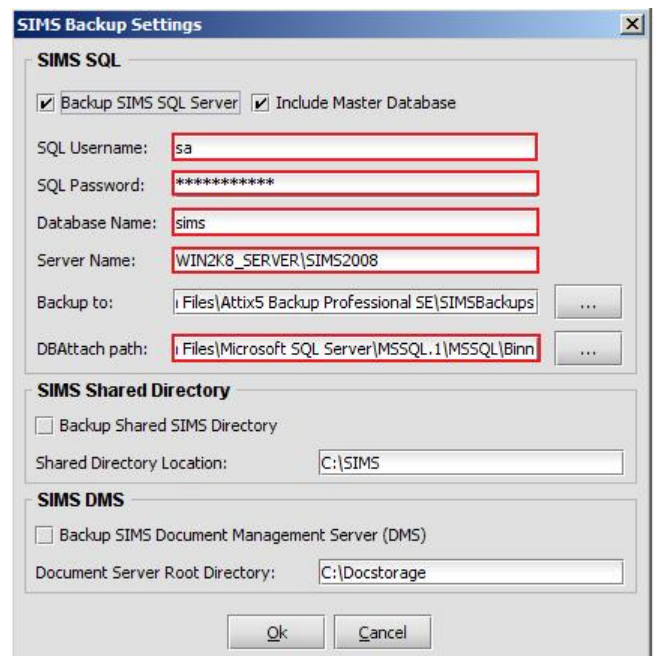 SIMS Backup Settings
SIMS SQL
Backup SIMS SQL Server Include Master Database
SQL Username: sa
SQL Password: ***********
Database Name: sims
Server Name: WIN2K8_SERVER\SIMS2008
Backup to: Files\Attix5 Backup Professional SE\SIMSBackups ...
DBAttach path: Files\Microsoft SQL Server\MSSQL.1\MSSQL\Binn ...
SIMS Shared Directory
Backup Shared SIMS Directory
Shared Directory Location: C:\SIMS
SIMS DMS
Backup SIMS Document Management Server (DMS)
Document Server Root Directory: C:\Docstorage
Ok Cancel